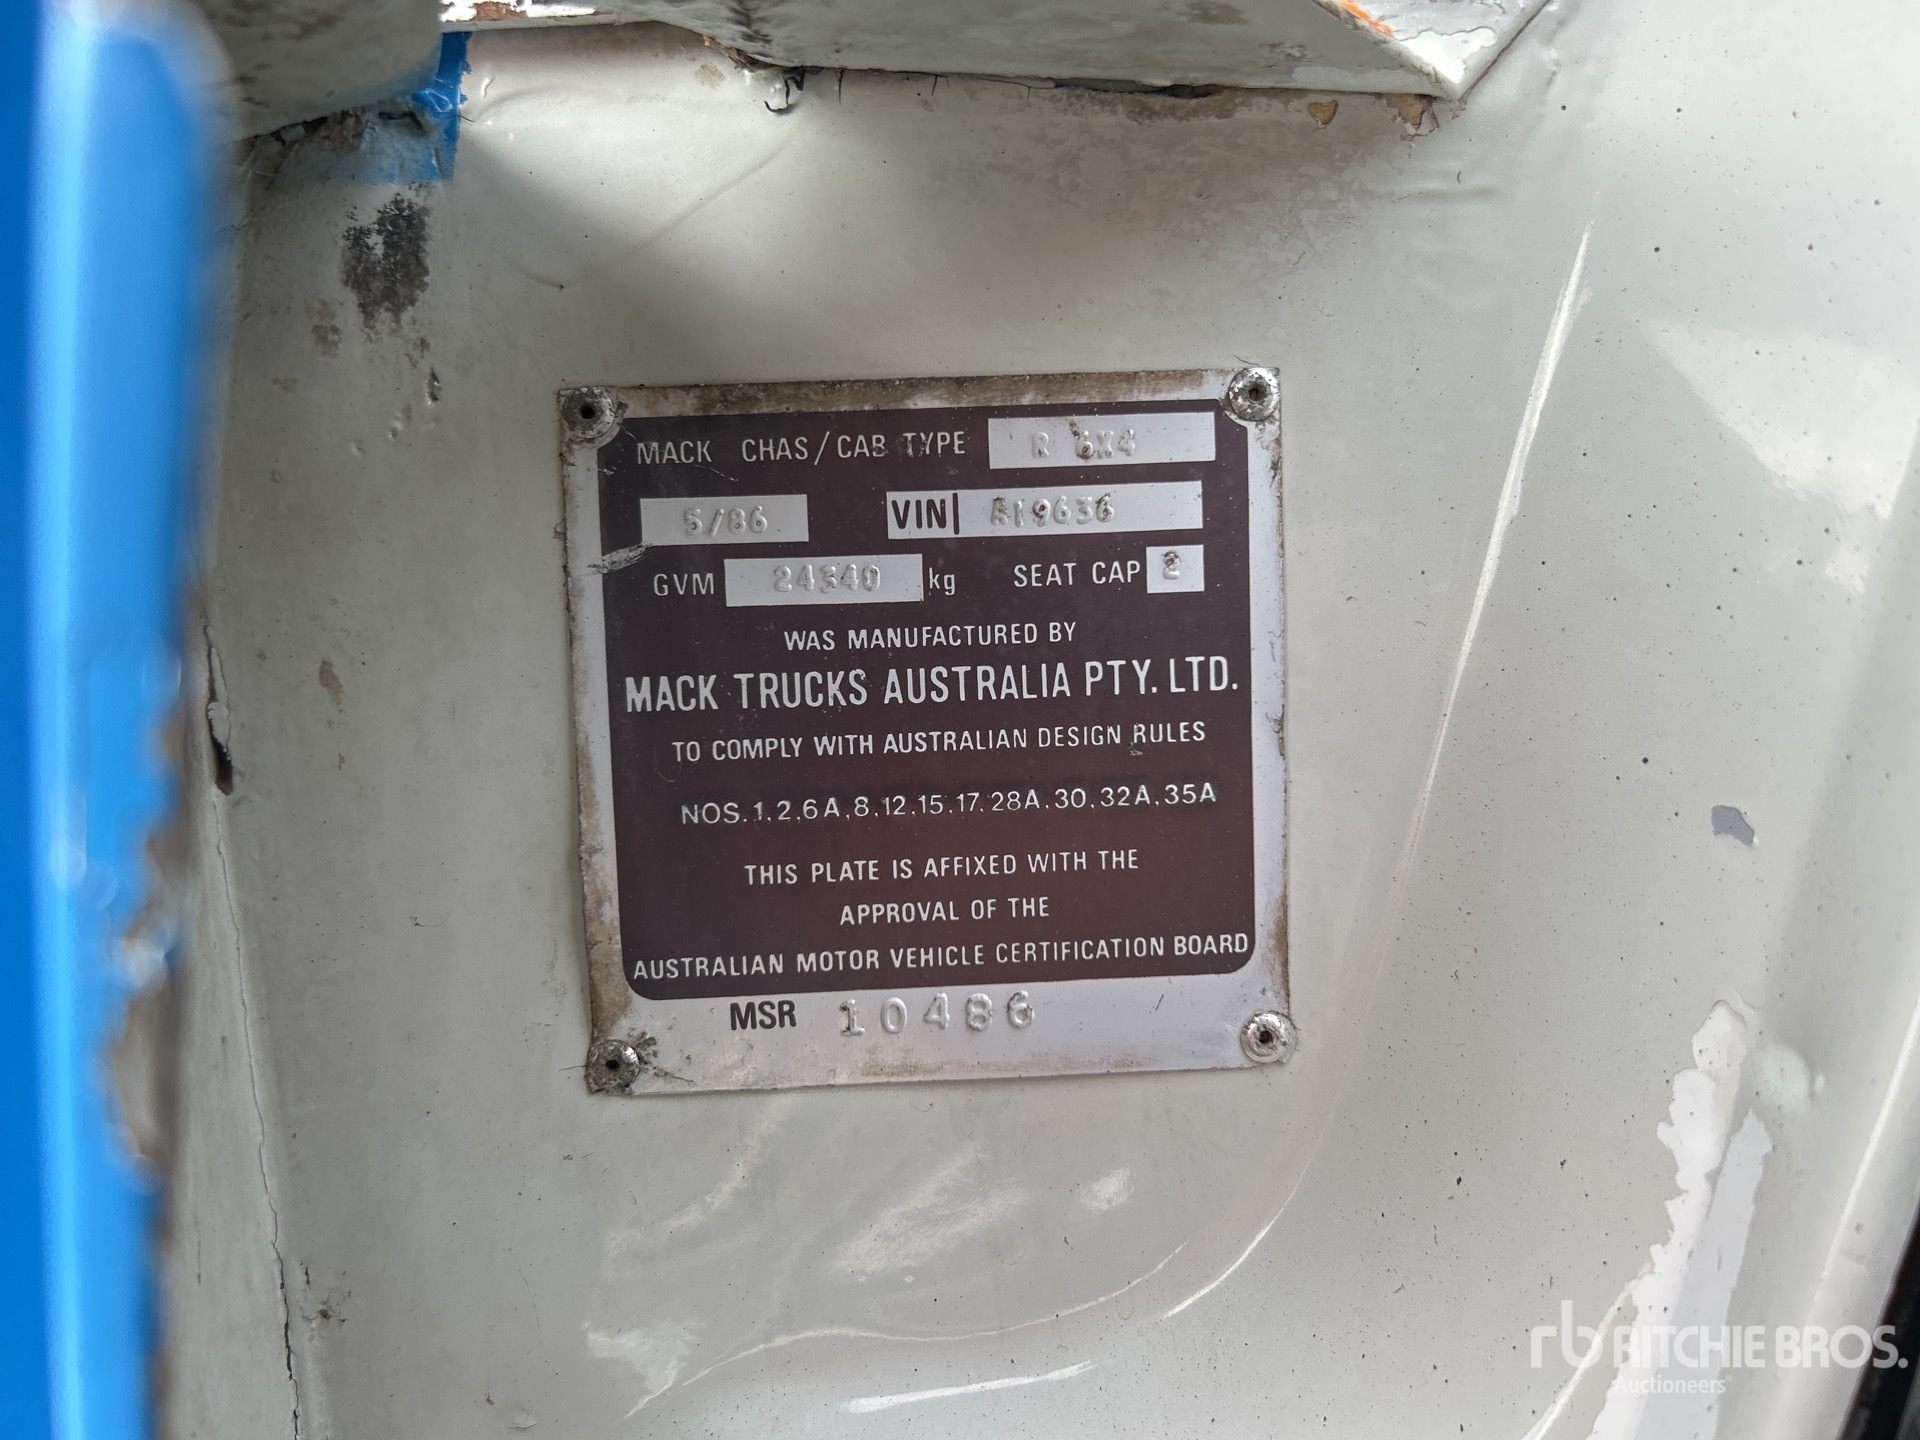 MACK CHAS/CAB TYPE R 6X4
5/86 VIN A19636
GVM 24340 kg SEAT CAP 2
WAS MANUFACTURED BY
MACK TRUCKS AUSTRALIA PTY. LTD.
TO COMPLY WITH AUSTRALIAN DESIGN RULES
NOS. 1, 2, 6A, 8, 12, 15, 17, 28A, 30, 32A, 35A
THIS PLATE IS AFFIXED WITH THE
APPROVAL OF THE
AUSTRALIAN MOTOR VEHICLE CERTIFICATION BOARD
MSR 10486
rb RITCHIE BROS.
Auctioneers